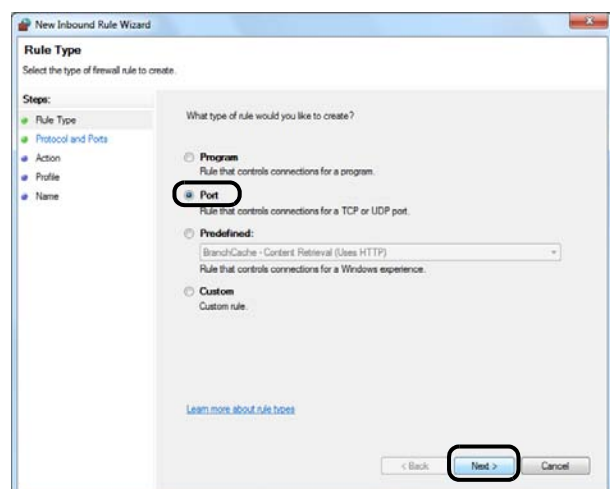 New Inbound Rule Wizard
Rule Type
Select the type of firewall rule to create.
Steps:
Rule Type
Protocol and Ports
Action
Profile
Name
What type of rule would you like to create?
Program
Rule that controls connections for a program.
Port
Rule that controls connections for a TCP or UDP port.
Predefined:
BranchCache - Content Retrieval (Uses HTTP)
Rule that controls connections for a Windows experience.
Custom
Custom rule.
Learn more about rule types
< Back
Next >
Cancel